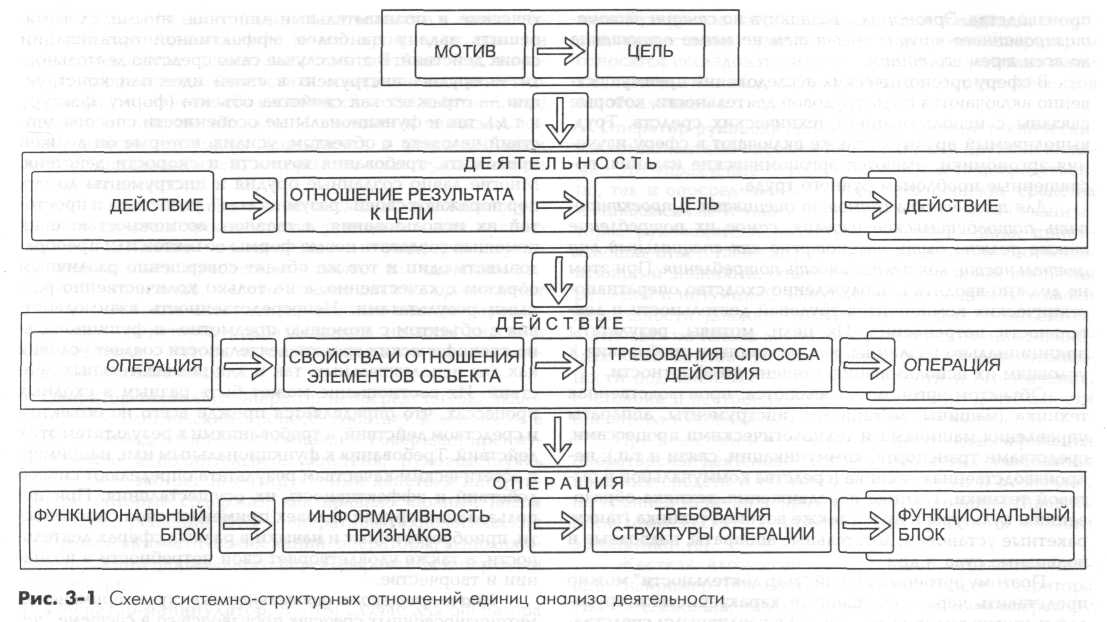 МОТИВ ЦЕЛЬ
ДЕЯТЕЛЬНОСТЬ
ДЕЙСТВИЕ ОТНОШЕНИЕ РЕЗУЛЬТАТА ЦЕЛЬ ДЕЙСТВИЕ
К ЦЕЛИ
ДЕЙСТВИЕ
ОПЕРАЦИЯ СВОЙСТВА И ОТНОШЕНИЯ ТРЕБОВАНИЯ СПОСОБА ОПЕРАЦИЯ
ЭЛЕМЕНТОВ ОБЪЕКТА ДЕЙСТВИЯ
ОПЕРАЦИЯ
ФУНКЦИОНАЛЬНЫЙ ИНФОРМАТИВНОСТЬ ТРЕБОВАНИЯ ФУНКЦИОНАЛЬНЫЙ
БЛОК ПРИЗНАКОВ СТРУКТУРЫ ОПЕРАЦИИ БЛОК
Рис. 3-1. Схема системно-структурных отношений единиц анализа деятельности